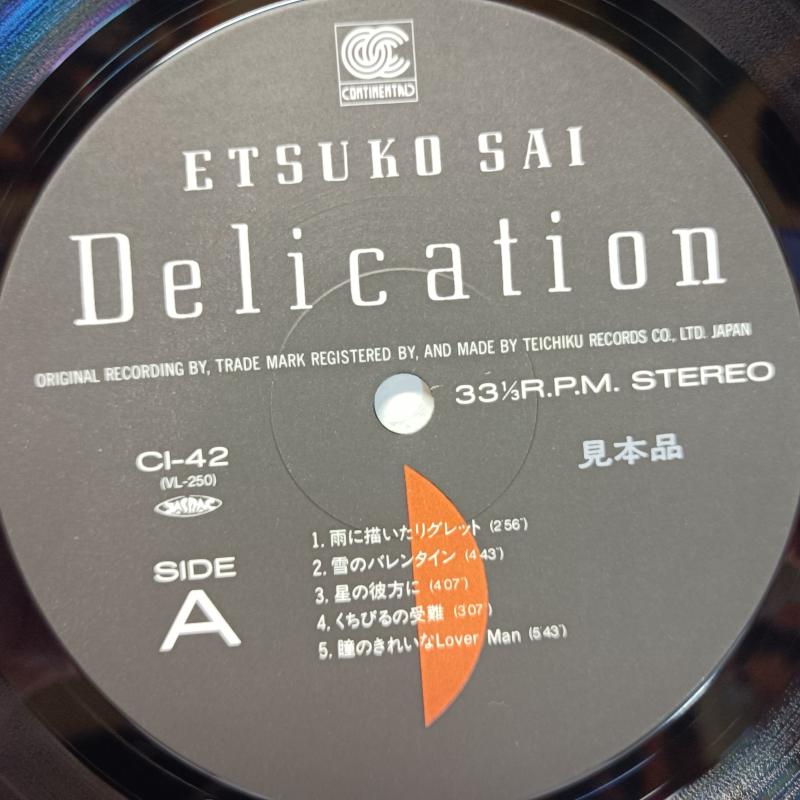 CONTINENTAL
ETSUKO SAI
Delication
ORIGINAL RECORDING BY, TRADE MARK REGISTERED BY, AND MADE BY TEICHIKU RECORDS CO., LTD. JAPAN
33⅓R.P.M. STEREO
CI-42
(VL-250)
JASRAC
見本品
SIDE
A
1. 雨に描いたリグレット (2'56")
2. 雪のバレンタイン (4'43")
3. 星の彼方に (4'07")
4. くちびるの受難 (3'07")
5. 瞳のきれいなLover Man (5'43")